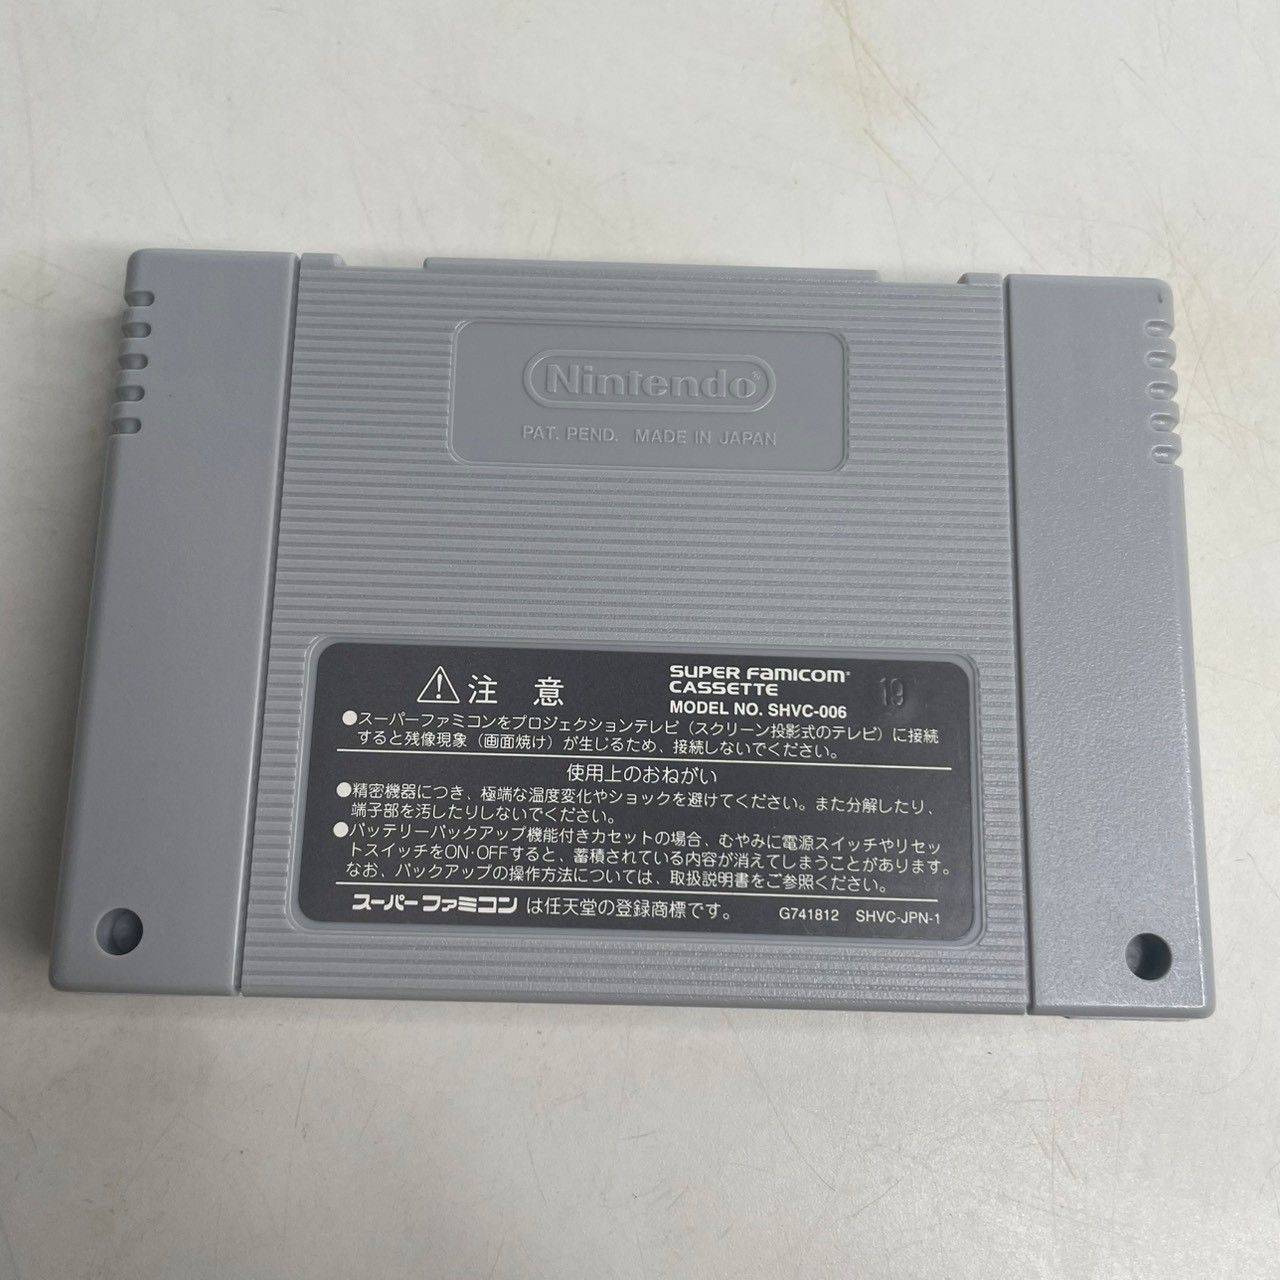 Nintendo®
PAT. PEND. MADE IN JAPAN
注意
SUPER FAMICOM
CASSETTE
MODEL NO. SHVC-006
19
●スーパーファミコンをプロジェクションテレビ（スクリーン投影式のテレビ）に接続
すると残像現象（画面焼け）が生じるため、接続しないでください。
使用上のおねがい
●精密機器につき、極端な温度変化やショックを避けてください。また分解したり、
端子部を汚したりしないでください。
●バッテリーバックアップ機能付きカセットの場合、むやみに電源スイッチやリセッ
トスイッチをON·OFFすると、蓄積されている内容が消えてしまうことがあります。
なお、バックアップの操作方法については、取扱説明書をご参照ください。
スーパーファミコンは任天堂の登録商標です。 G741812 SHVC-JPN-1